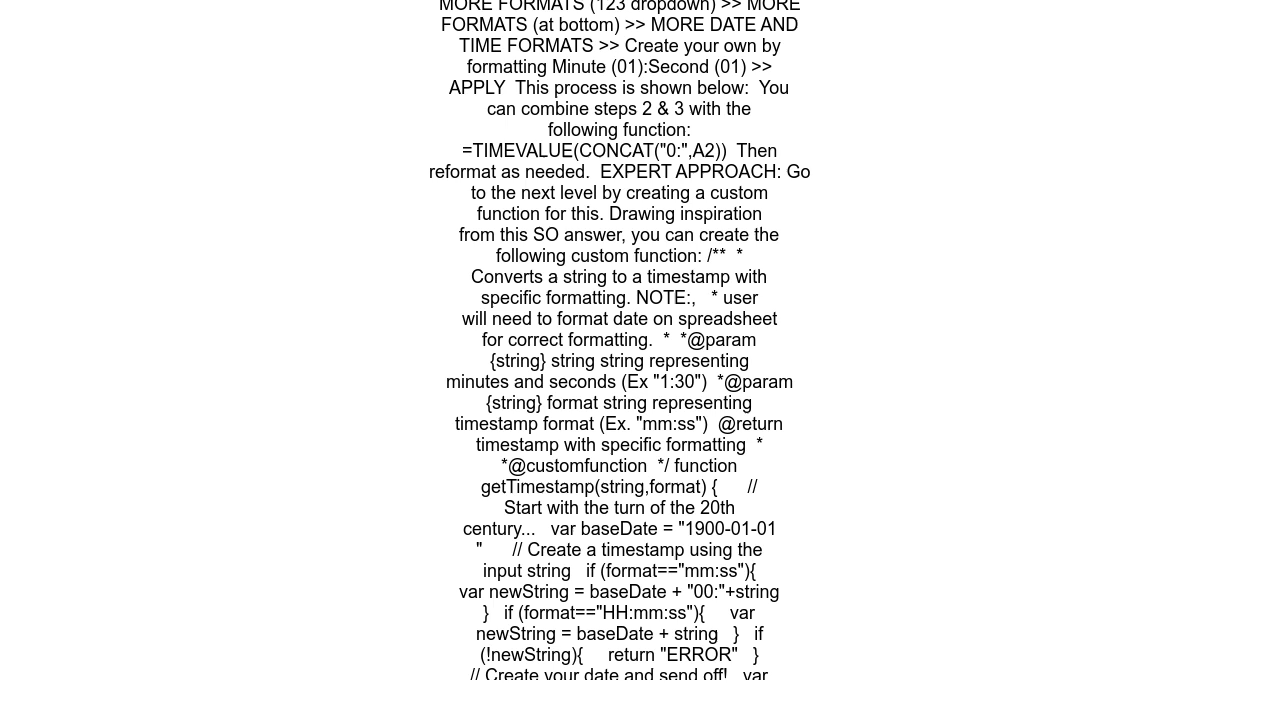 MORE FORMATS (123 dropdown) >> MORE
FORMATS (at bottom) >> MORE DATE AND
TIME FORMATS >> Create your own by
formatting Minute (01):Second (01) >>
APPLY  This process is shown below:  You
can combine steps 2 & 3 with the
following function:
=TIMEVALUE(CONCAT("0:",A2))  Then
reformat as needed.  EXPERT APPROACH: Go
to the next level by creating a custom
function for this. Drawing inspiration
from this SO answer, you can create the
following custom function: /**  *
Converts a string to a timestamp with
specific formatting. NOTE:,   * user
will need to format date on spreadsheet
for correct formatting.  *  *@param
{string} string string representing
minutes and seconds (Ex "1:30")  *@param
{string} format string representing
timestamp format (Ex. "mm:ss")  @return
timestamp with specific formatting  *
*@customfunction  */ function
getTimestamp(string,format) {      //
Start with the turn of the 20th
century...   var baseDate = "1900-01-01
"      // Create a timestamp using the
input string   if (format=="mm:ss"){
var newString = baseDate + "00:"+string
}   if (format=="HH:mm:ss"){     var
newString = baseDate + string   }   if
(!newString){     return "ERROR"   }
// Create your date and send off!   var